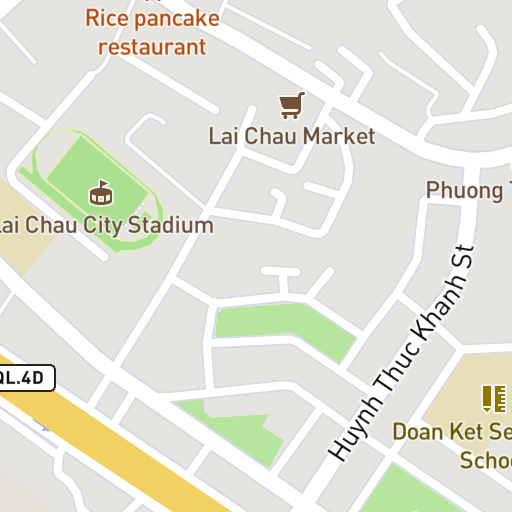 Rice pancake
restaurant
Lai Chau Market
Phuong
Lai Chau City Stadium
Huynh Thuc Khanh St
QL.4D
Doan Ket Se
Schoo